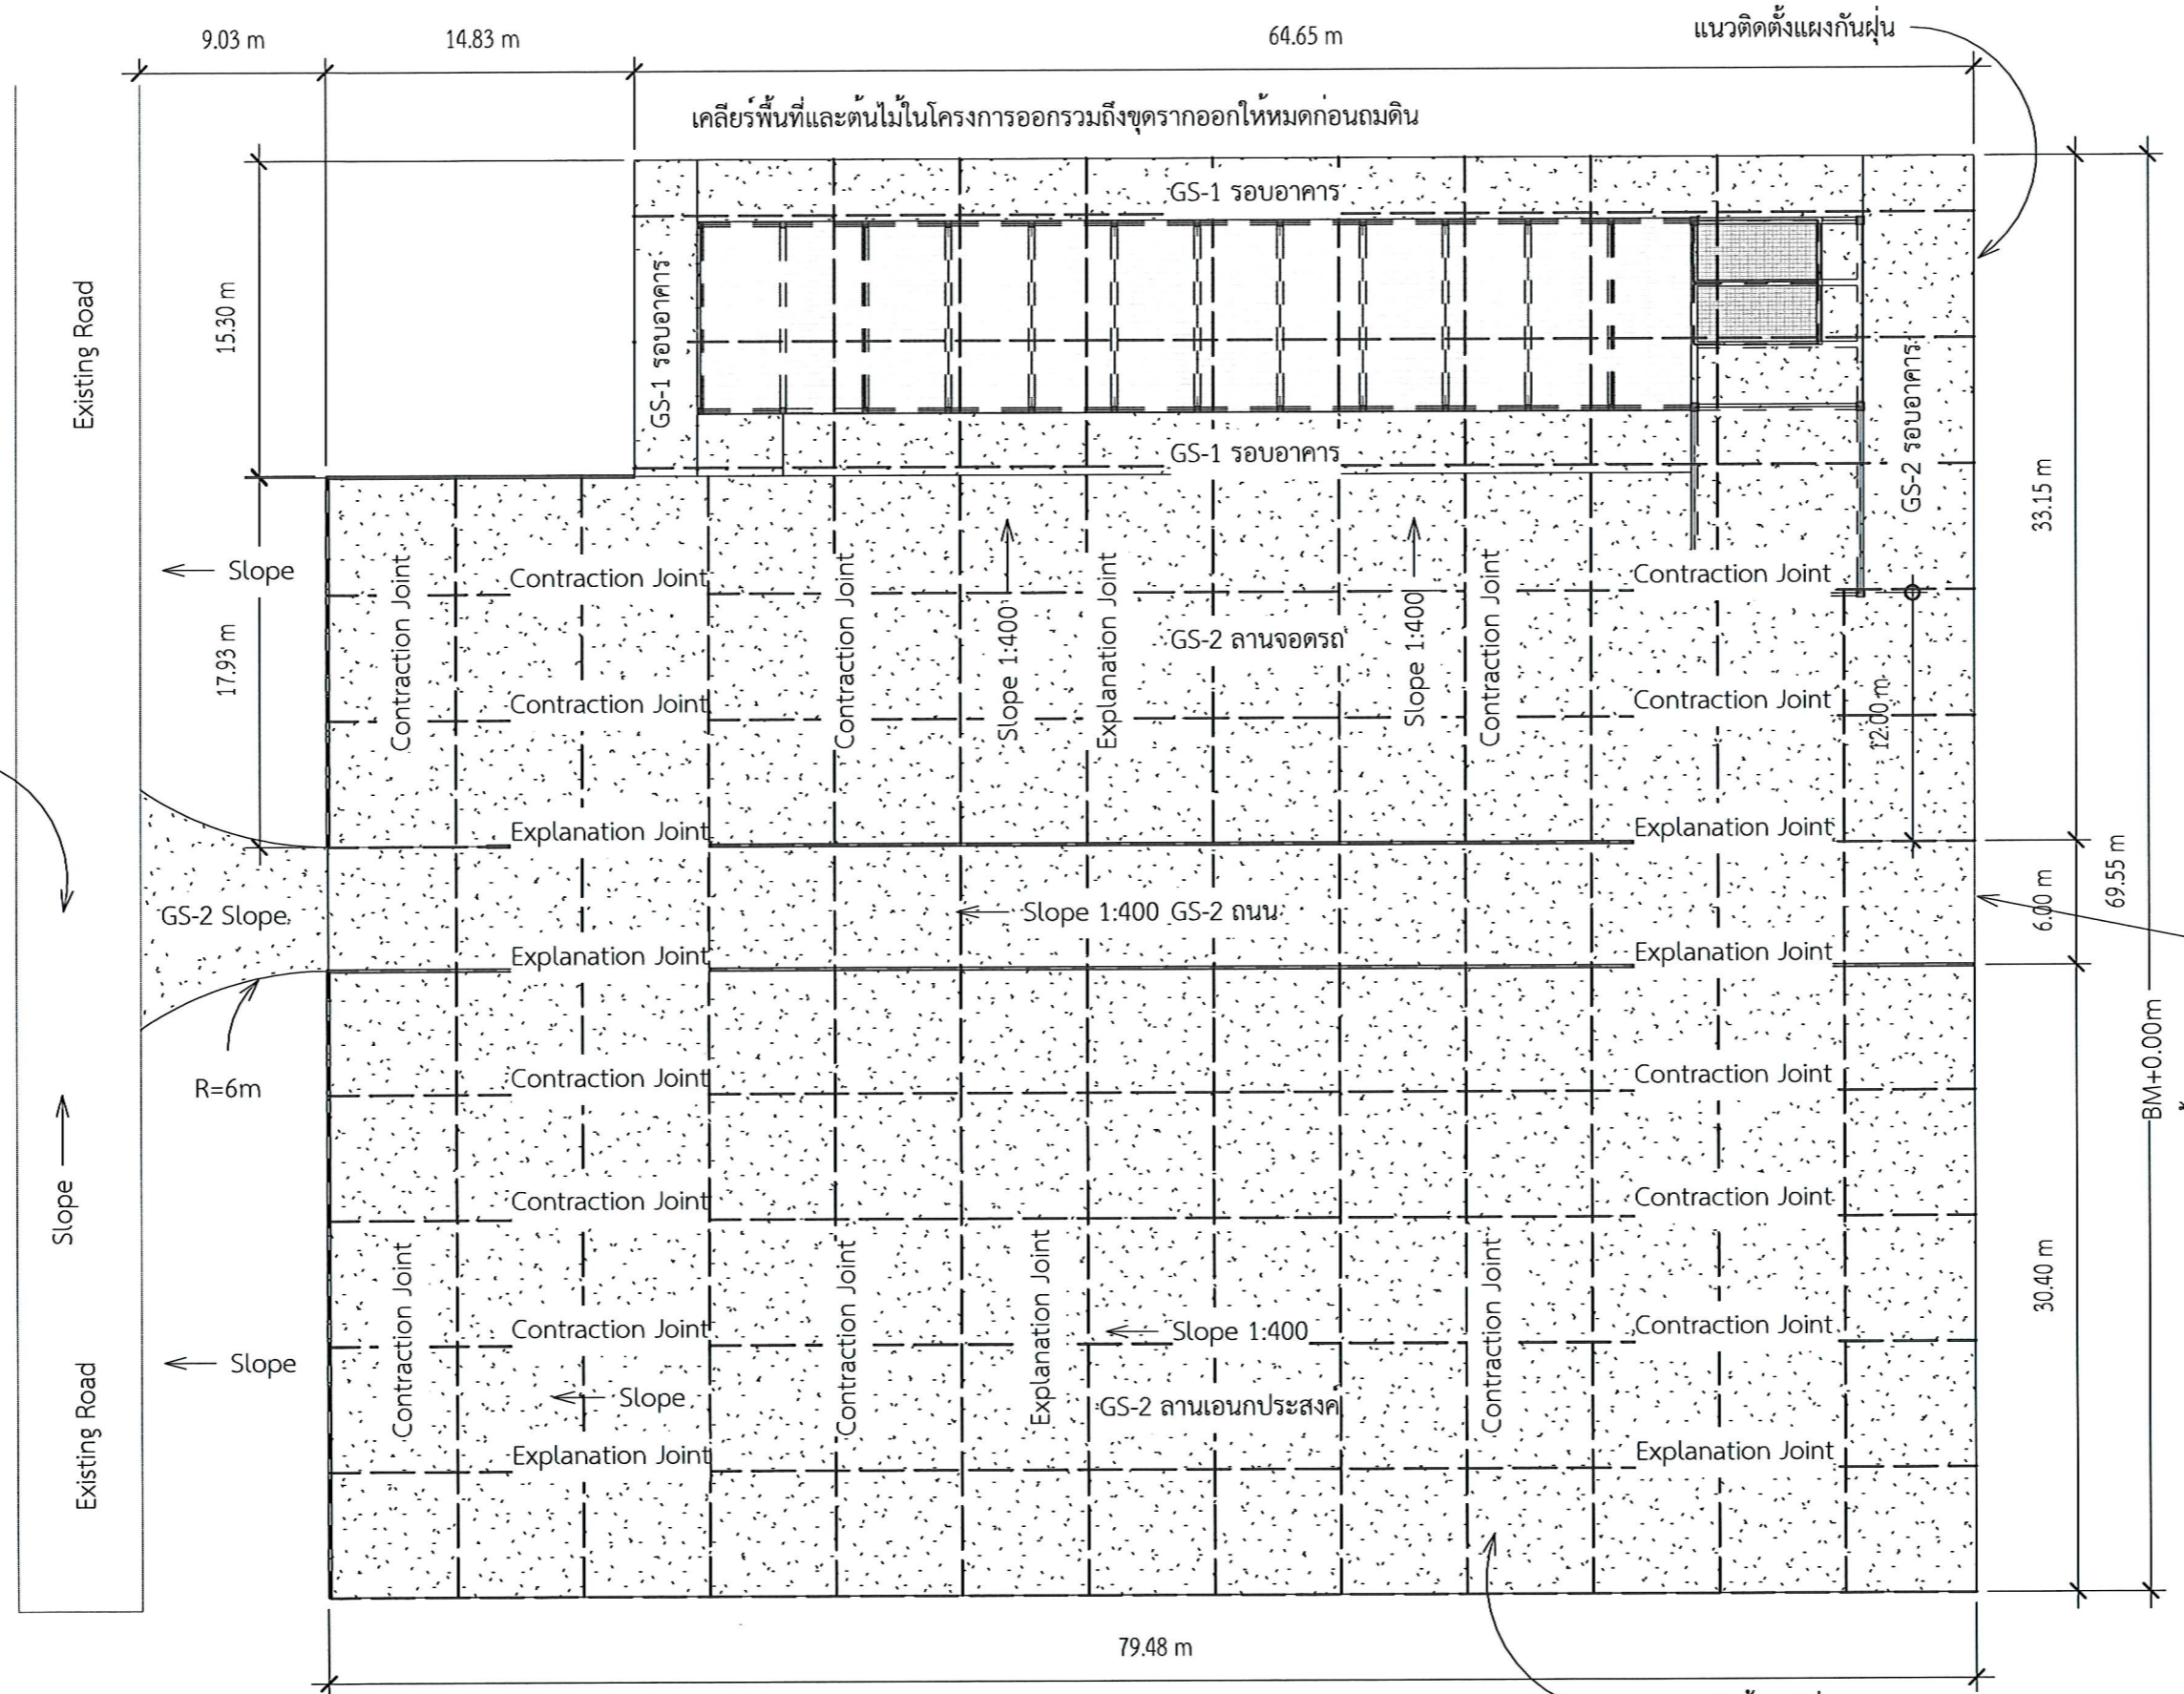 9.03 m
14.83 m
64.65 m
แนวติดตั้งแผงกันฝุ่น
เคลียร์พื้นที่และต้นไม้ในโครงการออกรวมถึงขุดรากออกให้หมดก่อนถมดิน
GS-1 รอบอาคาร
Existing Road
15.30 m
GS-1 รอบอาคาร
GS-2 รอบอาคาร
GS-1 รอบอาคาร
33.15 m
Slope
Contraction Joint
Contraction Joint
Contraction Joint
Explanation Joint
Contraction Joint
Contraction Joint
17.93 m
Slope 1:400
GS-2 ลานจอดรถ
Slope 1:400
Contraction Joint
Contraction Joint
12.00 m
Explanation Joint
Explanation Joint
GS-2 Slope
Slope 1:400 GS-2 ถนน
6.00 m
69.55 m
Explanation Joint
Explanation Joint
R=6m
Contraction Joint
Contraction Joint
BM+0.00m
Slope
Contraction Joint
Contraction Joint
Contraction Joint
Contraction Joint
Explanation Joint
Contraction Joint
30.40 m
Slope
Contraction Joint
Slope 1:400
Contraction Joint
Existing Road
Slope
GS-2 ลานเอนกประสงค์
Explanation Joint
Explanation Joint
79.48 m